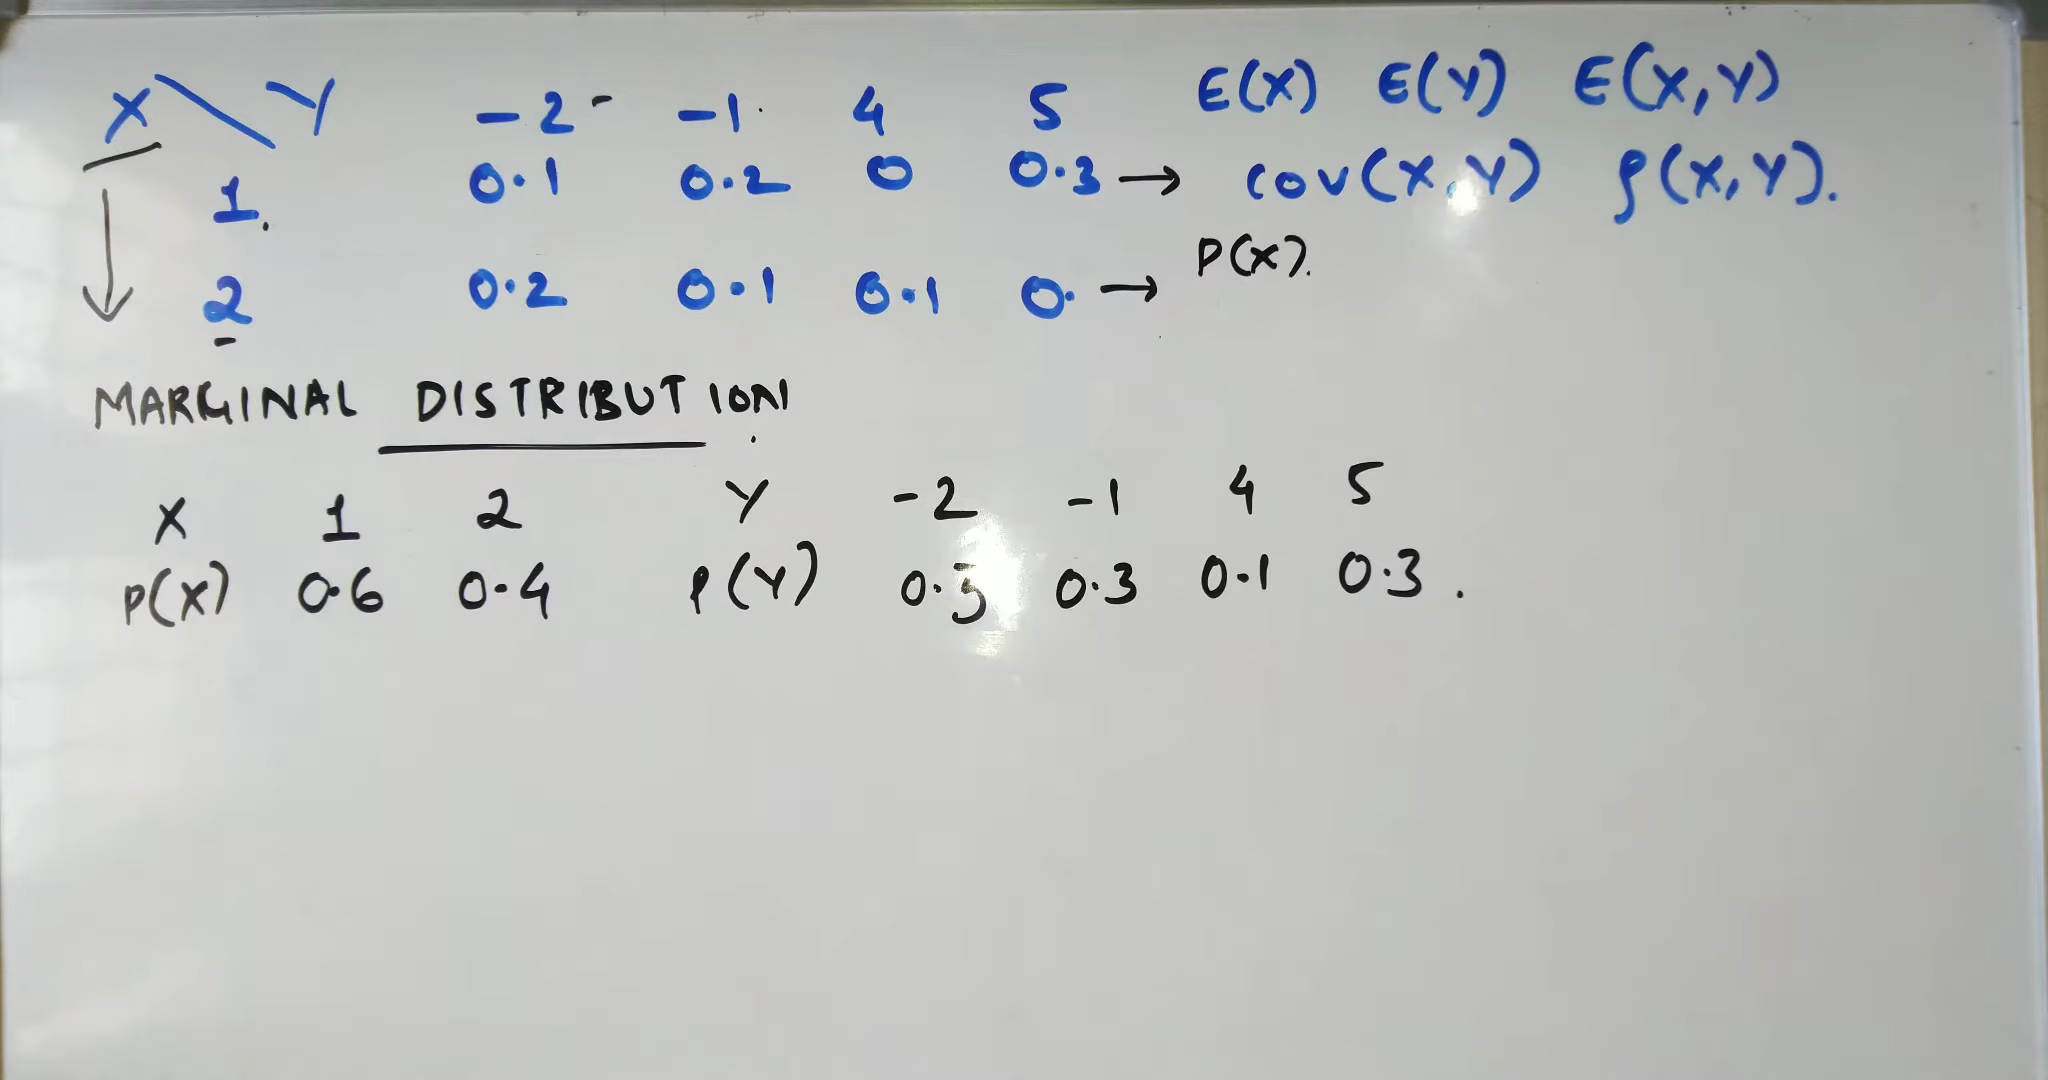 X \ Y -2 -1 4 5 E(X) E(Y) E(X,Y)
1 0.1 0.2 0 0.3 → cov(X,Y) ρ(X,Y).
P(X).
2 0.2 0.1 0.1 0. →
MARGINAL DISTRIBUTION
X 1 2 Y -2 -1 4 5
P(X) 0.6 0.4 P(Y) 0.3 0.3 0.1 0.3.